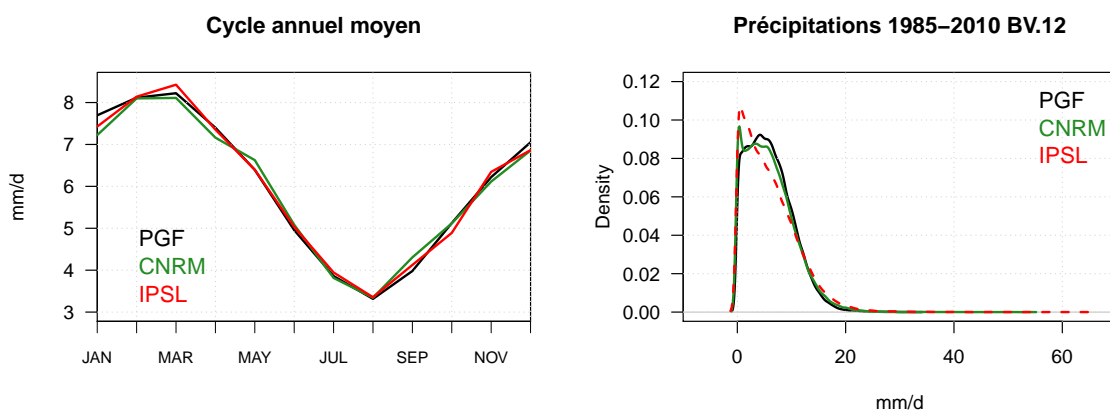 Cycle annuel moyen
mm/d
8
7
6
5
4
3
PGF
CNRM
IPSL
JAN MAR MAY JUL SEP NOV
Précipitations 1985−2010 BV.12
Density
0.12
0.10
0.08
0.06
0.04
0.02
0.00
PGF
CNRM
IPSL
0 20 40 60
mm/d